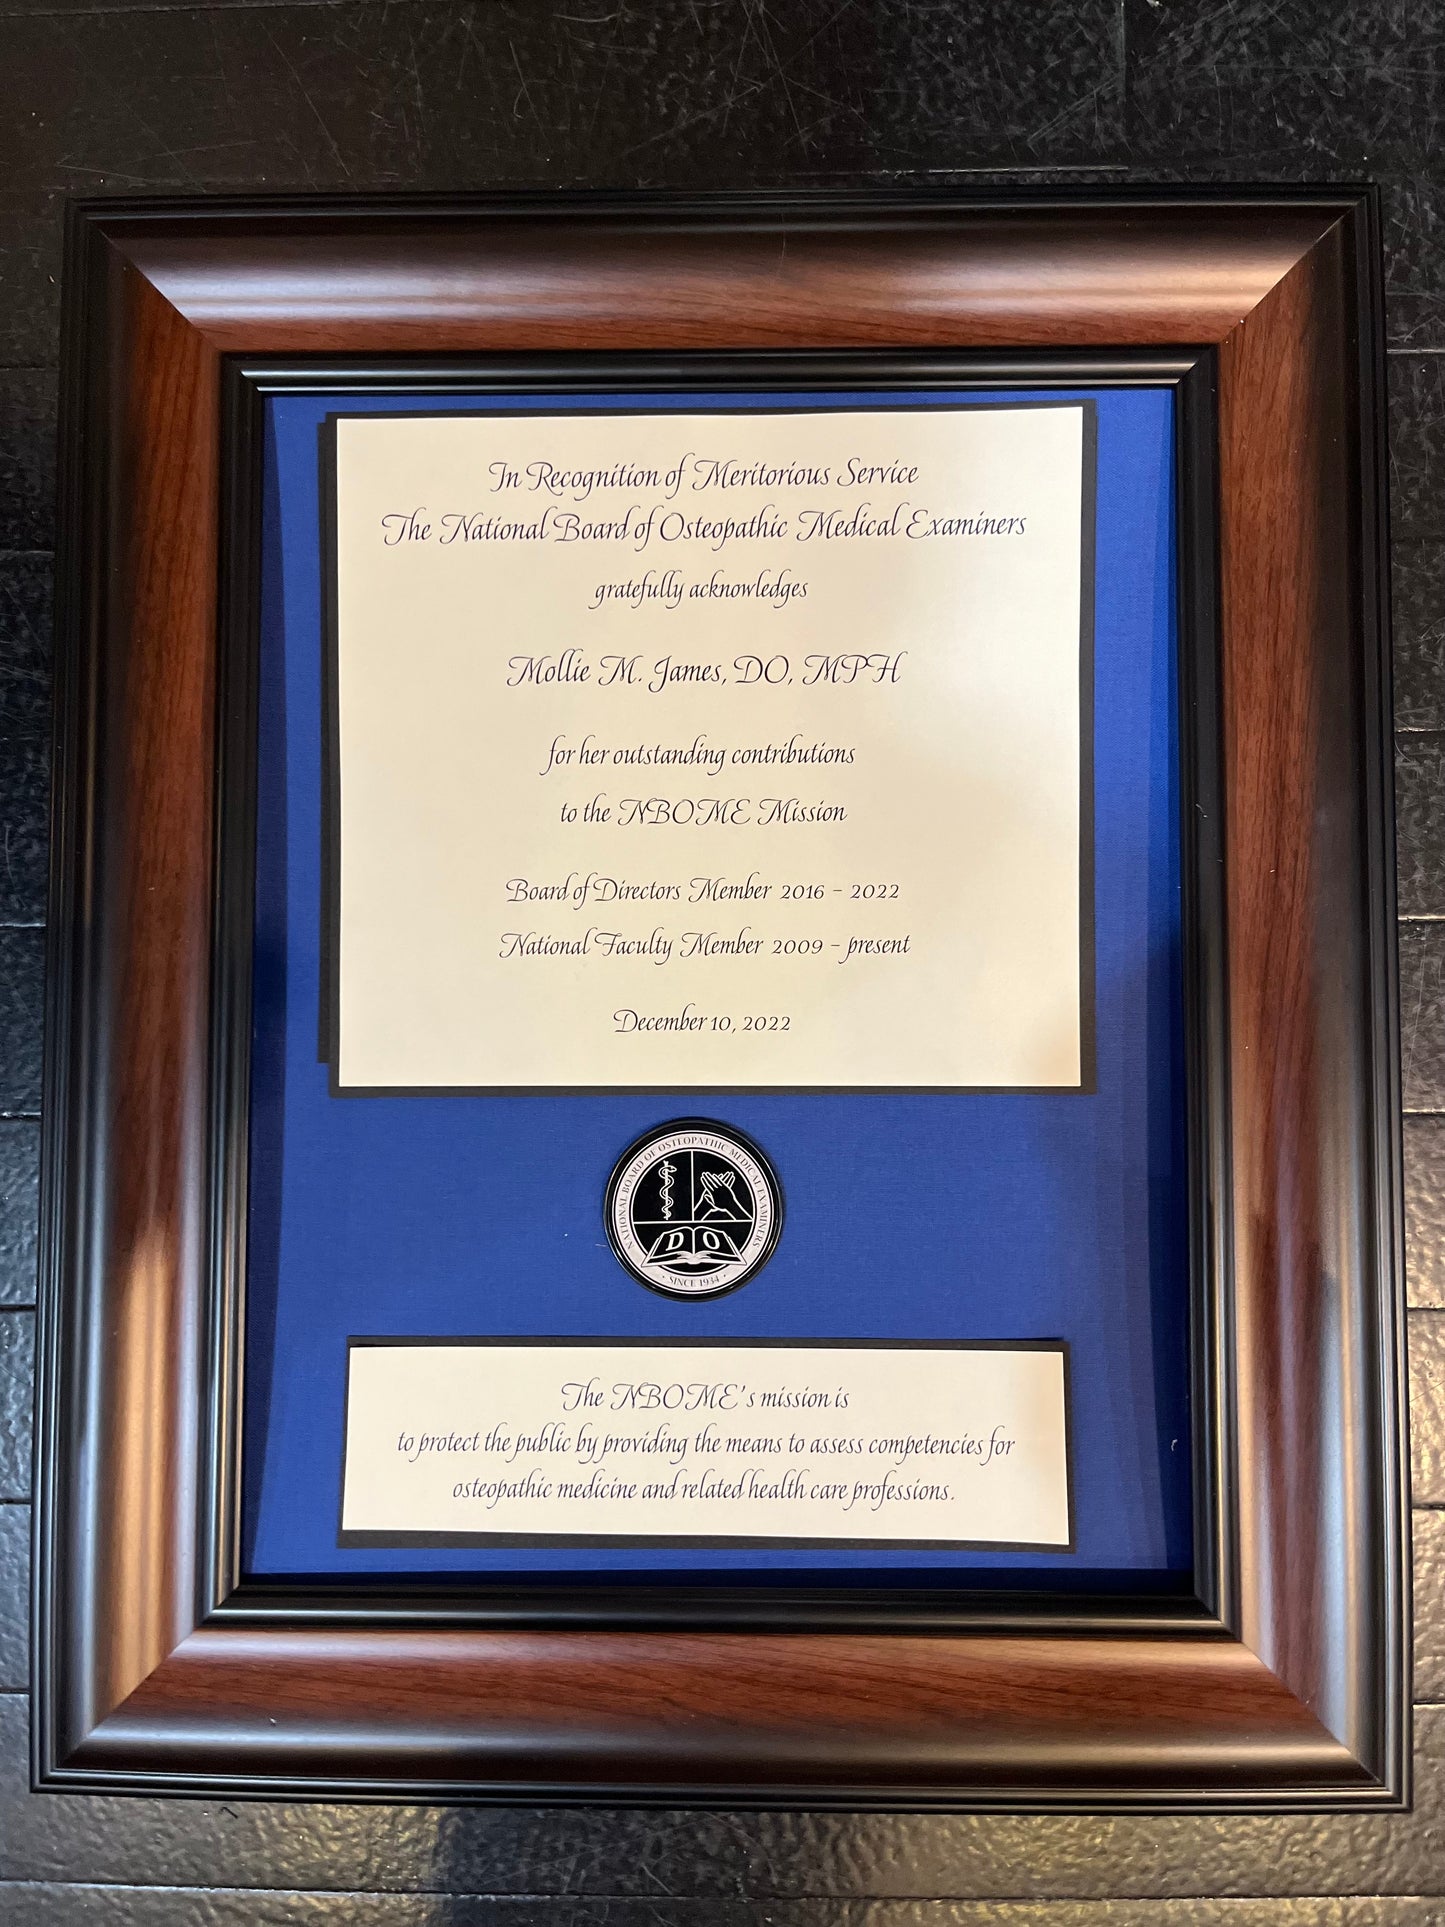 In Recognition of Meritorious Service
The National Board of Osteopathic Medical Examiners
gratefully acknowledges
Mollie M. James, DO, MPH
for her outstanding contributions
to the NBOME Mission
Board of Directors Member 2016 – 2022
National Faculty Member 2009 – present
December 10, 2022
NATIONAL BOARD OF OSTEOPATHIC MEDICAL EXAMINERS
D O
· SINCE 1934 ·
The NBOME's mission is
to protect the public by providing the means to assess competencies for
osteopathic medicine and related health care professions.